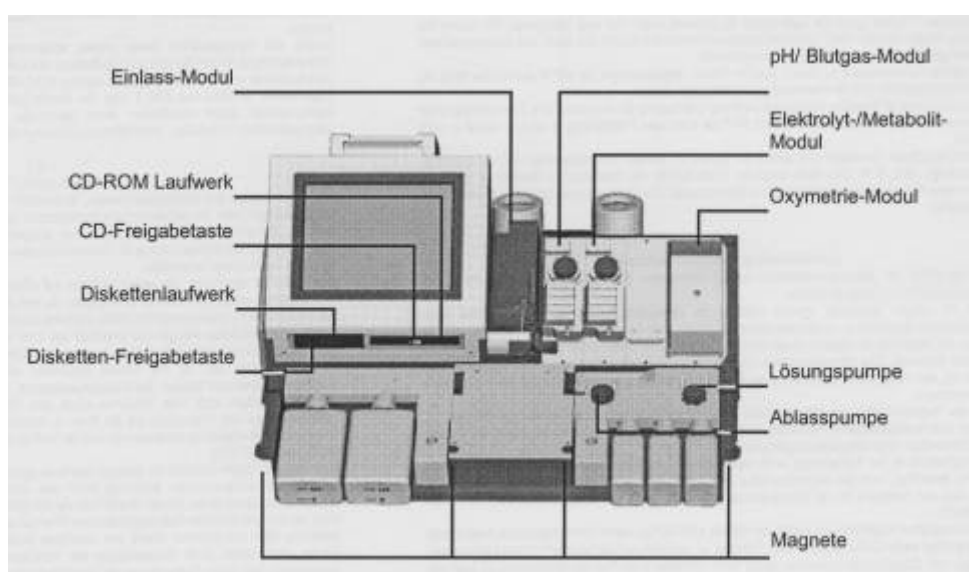 Einlass-Modul
CD-ROM Laufwerk
CD-Freigabetaste
Diskettenlaufwerk
Disketten-Freigabetaste
pH/ Blutgas-Modul
Elektrolyt-/Metabolit-
Modul
Oxymetrie-Modul
Lösungspumpe
Ablasspumpe
Magnete